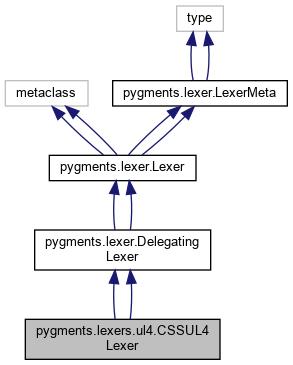 type
metaclass
pygments.lexer.LexerMeta
pygments.lexer.Lexer
pygments.lexer.Delegating
Lexer
pygments.lexers.ul4.CSSUL4
Lexer